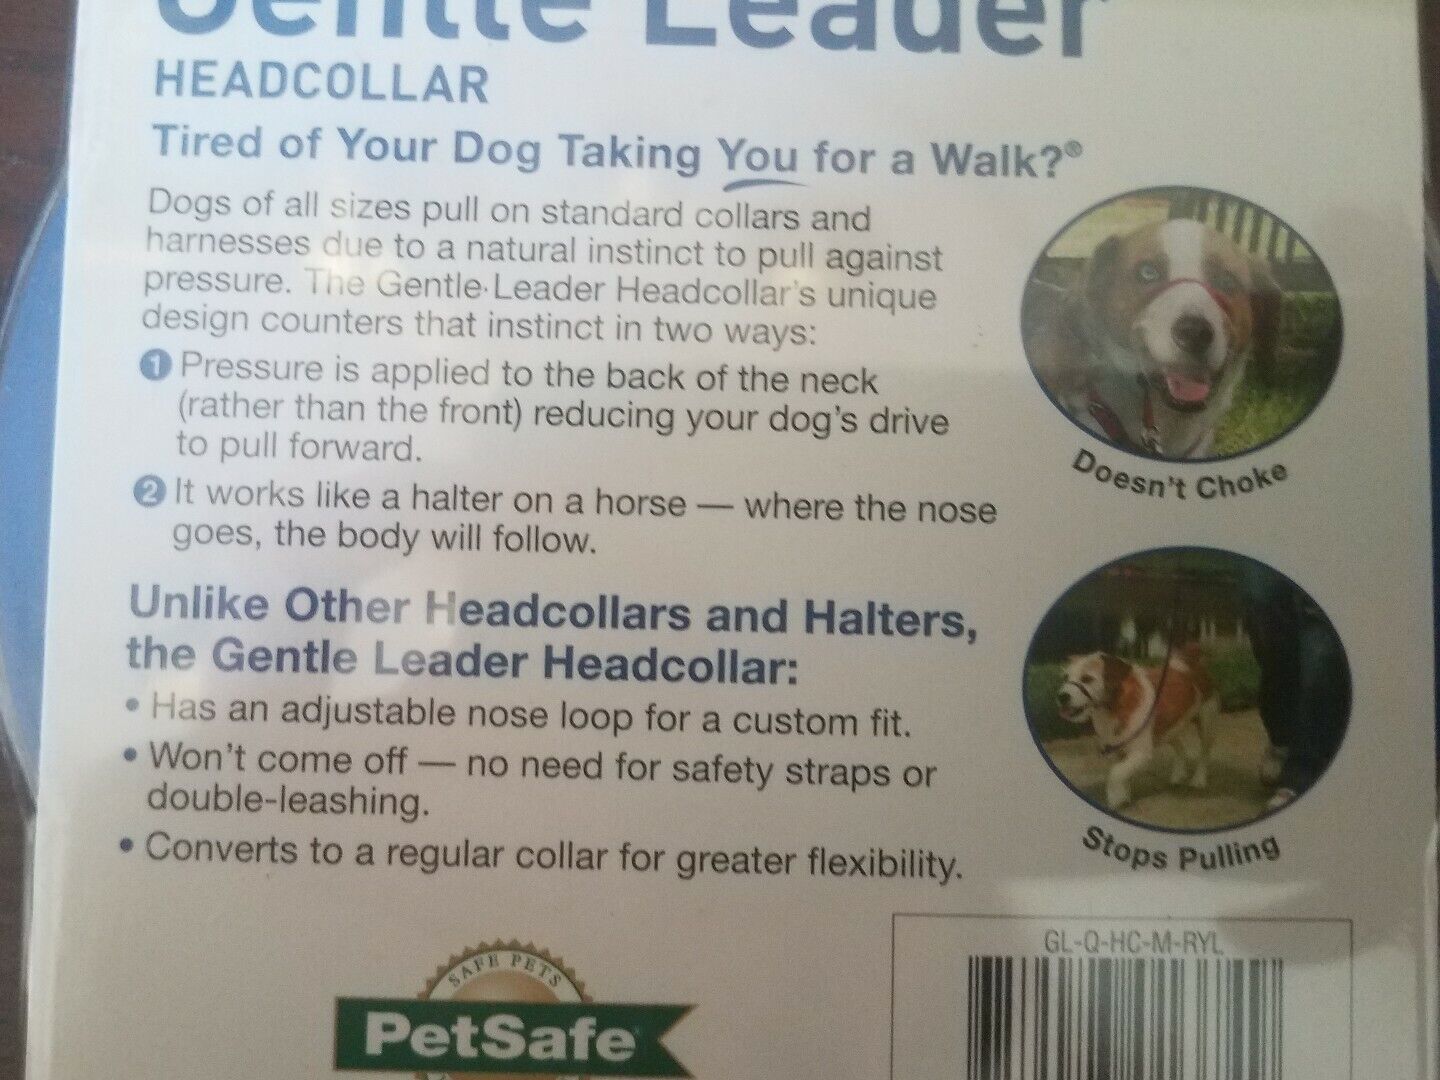 Gentle Leader
HEADCOLLAR
Tired of Your Dog Taking You for a Walk?®
Dogs of all sizes pull on standard collars and
harnesses due to a natural instinct to pull against
pressure. The Gentle Leader Headcollar's unique
design counters that instinct in two ways:
1 Pressure is applied to the back of the neck
(rather than the front) reducing your dog's drive
to pull forward.
2 It works like a halter on a horse — where the nose
goes, the body will follow.
Doesn't Choke
Unlike Other Headcollars and Halters,
the Gentle Leader Headcollar:
• Has an adjustable nose loop for a custom fit.
• Won't come off — no need for safety straps or
double-leashing.
• Converts to a regular collar for greater flexibility.
Stops Pulling
SAFE PETS
PetSafe
GL-Q-HC-M-RYL